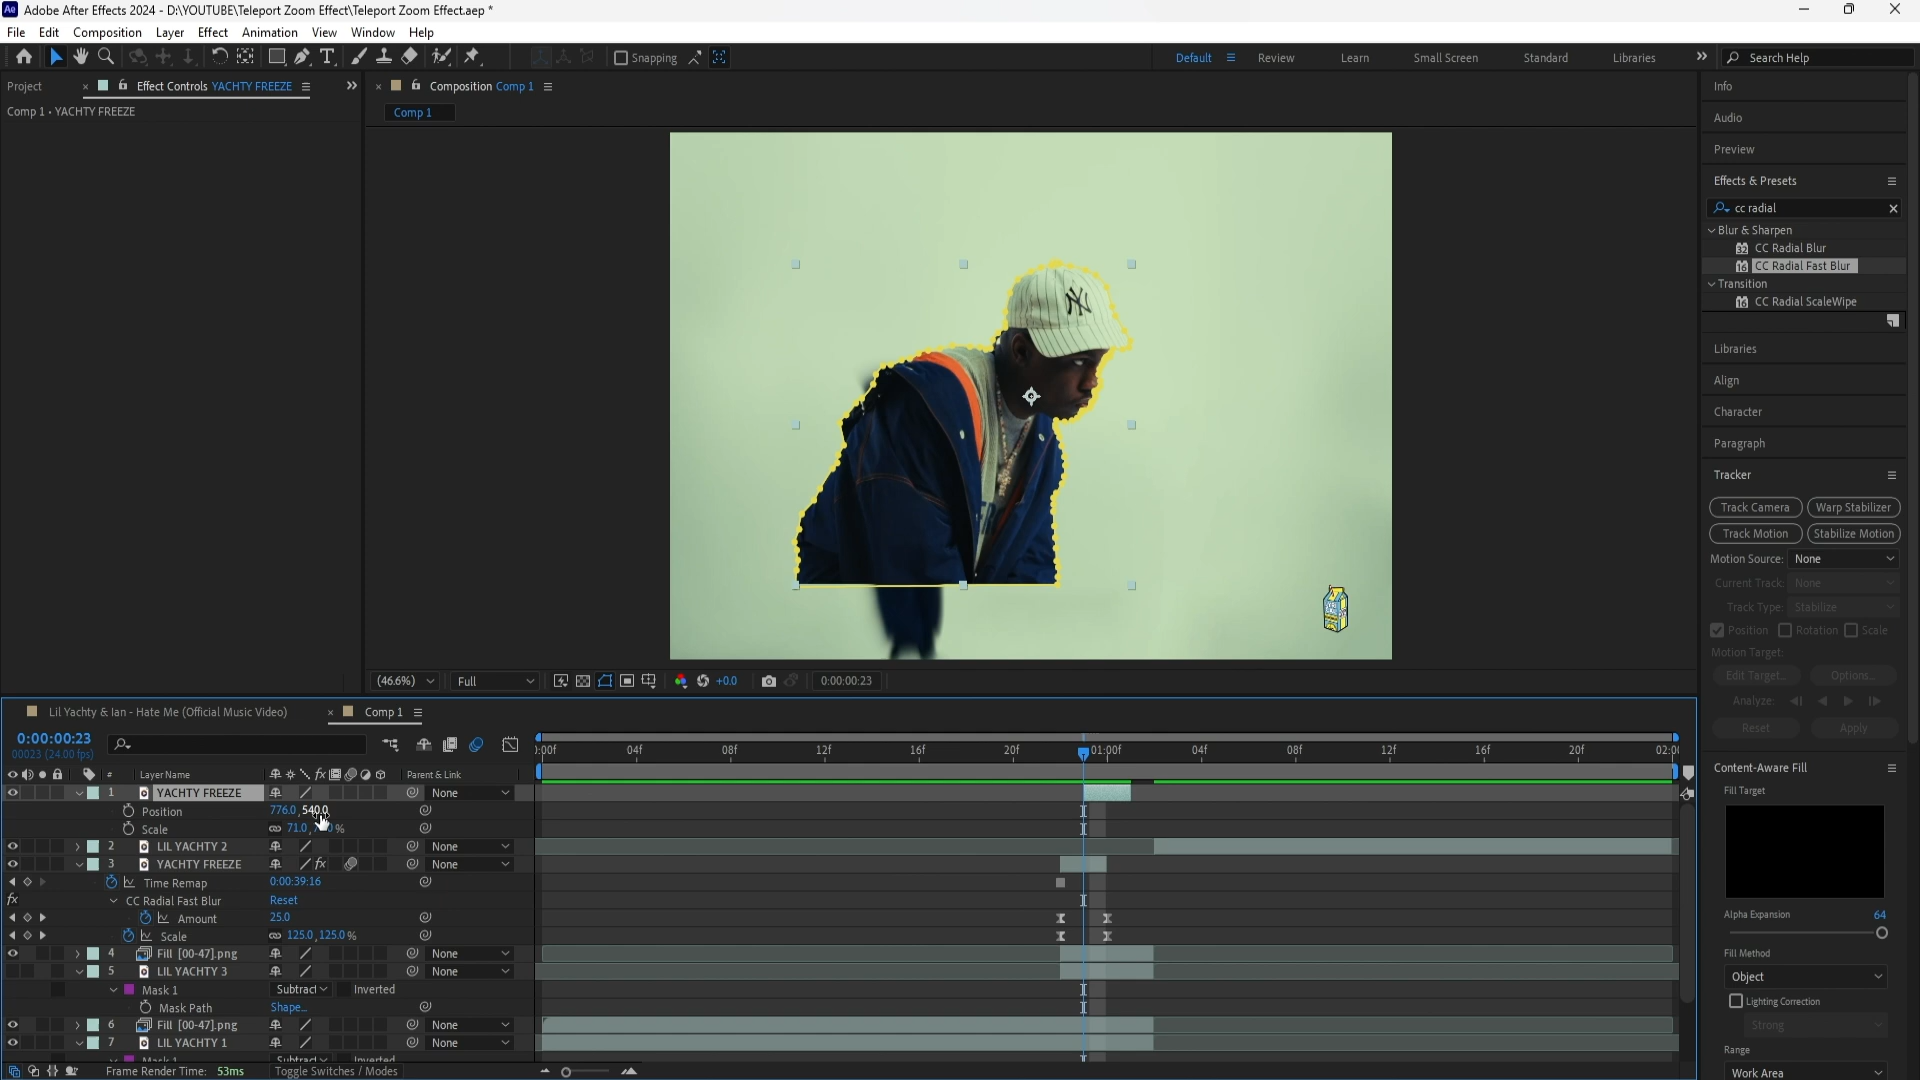 Adobe After Effects 2024 - D:\YOUTUBE\Teleport Zoom Effect\Teleport Zoom Effect.aep *
File Edit Composition Layer Effect Animation View Window Help
Snapping
Default Review Learn Small Screen Standard Libraries Search Help
Project Effect Controls YACHTY FREEZE
Composition Comp 1
Comp 1 • YACHTY FREEZE
Comp 1
NY
(46.6%) Full +0.0 0:00:00:23
Info
Audio
Preview
Effects & Presets
cc radial
Blur & Sharpen
CC Radial Blur
CC Radial Fast Blur
Transition
CC Radial ScaleWipe
Libraries
Align
Character
Paragraph
Tracker
Track Camera Warp Stabilizer
Track Motion Stabilize Motion
Motion Source: None
Current Track: None
Track Type: Stabilize
Position Rotation Scale
Motion Target:
Edit Target... Options...
Analyze:
Reset Apply
Content-Aware Fill
Fill Target
Alpha Expansion 64
Fill Method
Object
Lighting Correction
Strong
Range
Work Area
Lil Yachty & Ian - Hate Me (Official Music Video) Comp 1
0:00:00:23
00023 (24.00 fps)
# Layer Name Parent & Link
:00f 04f 08f 12f 16f 20f 01:00f 04f 08f 12f 16f 20f 02:0
1 YACHTY FREEZE None
Position 776.0, 540.0
Scale 71.0, %
2 LIL YACHTY 2 None
3 YACHTY FREEZE None
Time Remap 0:00:39:16
CC Radial Fast Blur Reset
Amount 25.0
Scale 125.0, 125.0 %
4 Fill [00-47].png None
5 LIL YACHTY 3 None
Mask 1 Subtract Inverted
Mask Path Shape...
6 Fill [00-47].png None
7 LIL YACHTY 1 None
Mask 1 Subtract Inverted
Frame Render Time: 53ms Toggle Switches / Modes